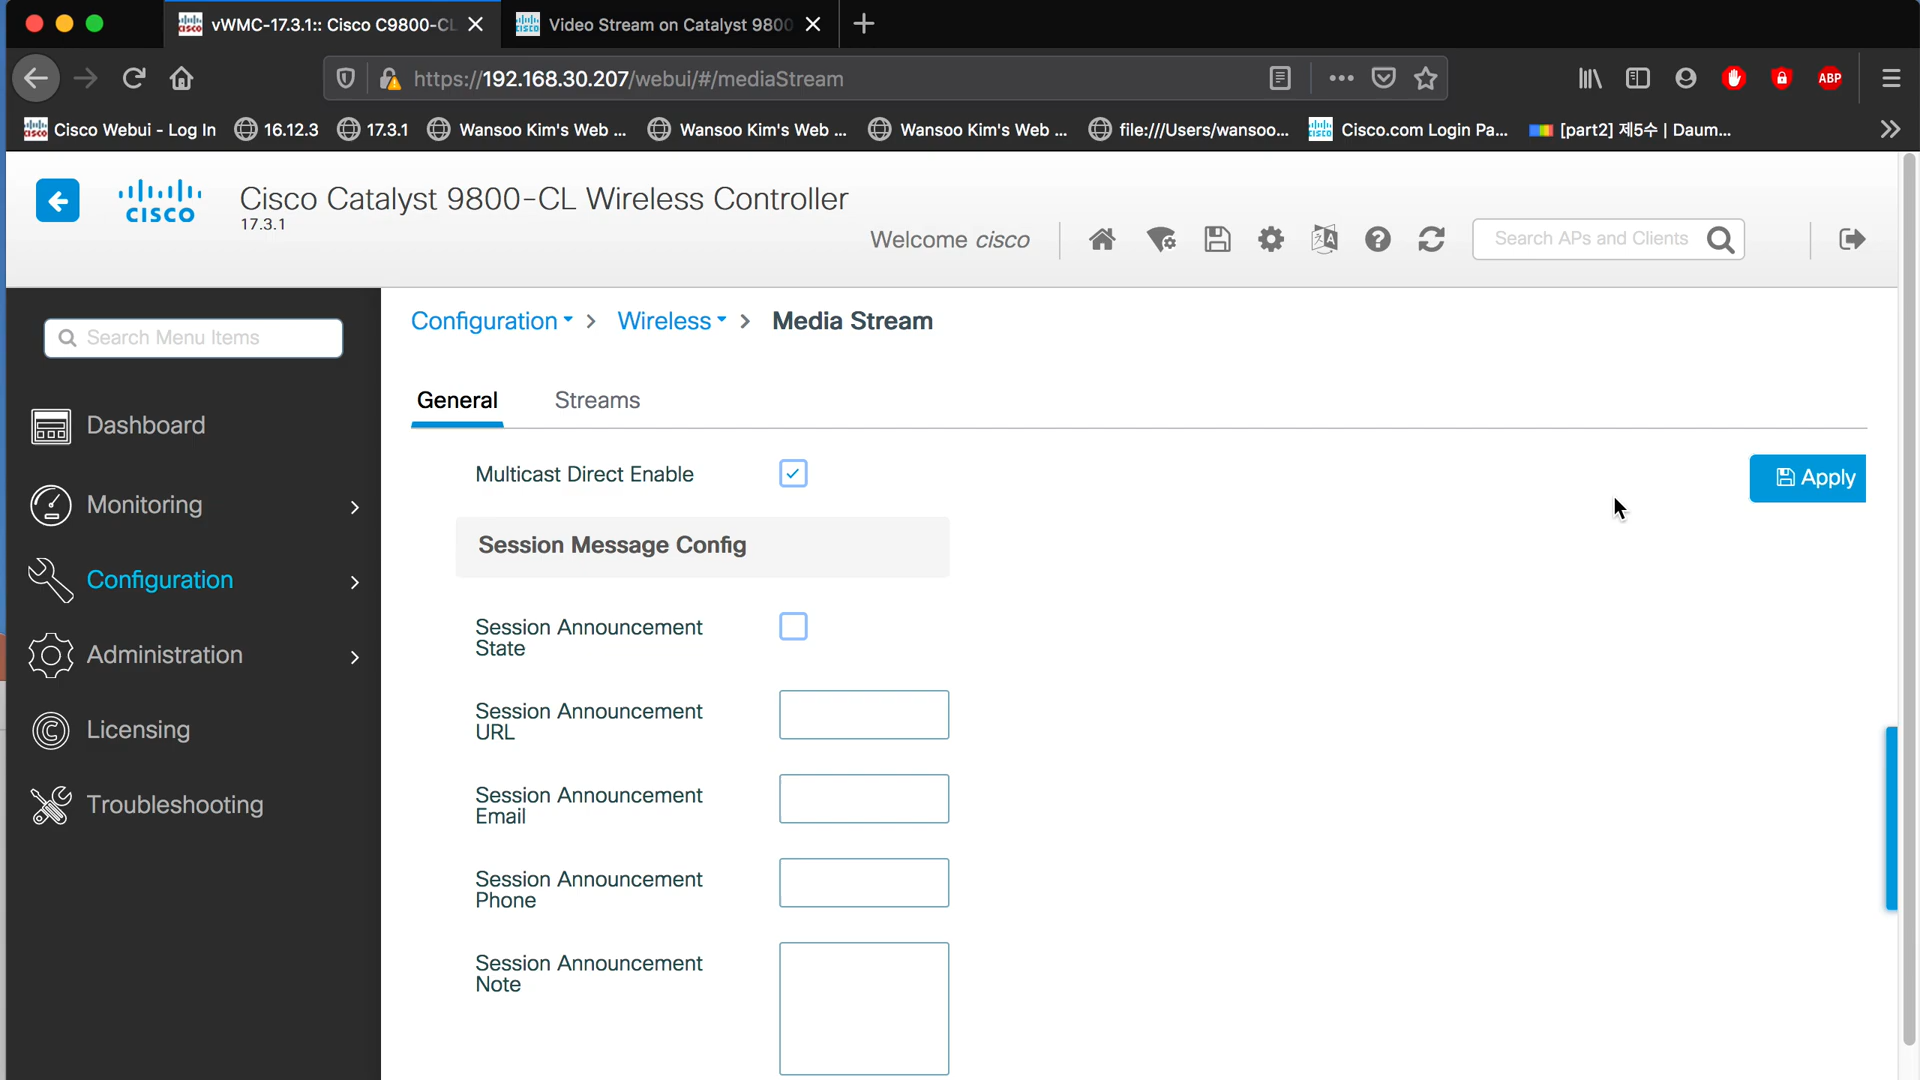 vWMC-17.3.1:: Cisco C9800-CL
Video Stream on Catalyst 9800
https://192.168.30.207/webui/#/mediaStream
ABP
Cisco Webui - Log In
16.12.3
17.3.1
Wansoo Kim's Web ...
Wansoo Kim's Web ...
Wansoo Kim's Web ...
file:///Users/wansoo...
Cisco.com Login Pa...
[part2] 제5수 | Daum...
CISCO
Cisco Catalyst 9800-CL Wireless Controller
17.3.1
Welcome cisco
Search APs and Clients
Search Menu Items
Dashboard
Monitoring
Configuration
Administration
Licensing
Troubleshooting
Configuration > Wireless > Media Stream
General
Streams
Multicast Direct Enable
Apply
Session Message Config
Session Announcement
State
Session Announcement
URL
Session Announcement
Email
Session Announcement
Phone
Session Announcement
Note